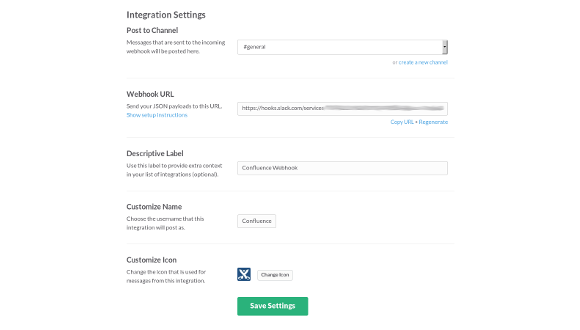 Integration Settings
Post to Channel
Messages that are sent to the incoming
webhook will be posted here.
#general
or create a new channel
Webhook URL
Send your JSON payloads to this URL.
Show setup instructions
https://hooks.slack.com/services/
Copy URL • Regenerate
Descriptive Label
Use this label to provide extra context
in your list of integrations (optional).
Confluence Webhook
Customize Name
Choose the username that this
integration will post as.
Confluence
Customize Icon
Change the icon that is used for
messages from this integration.
Change Icon
Save Settings